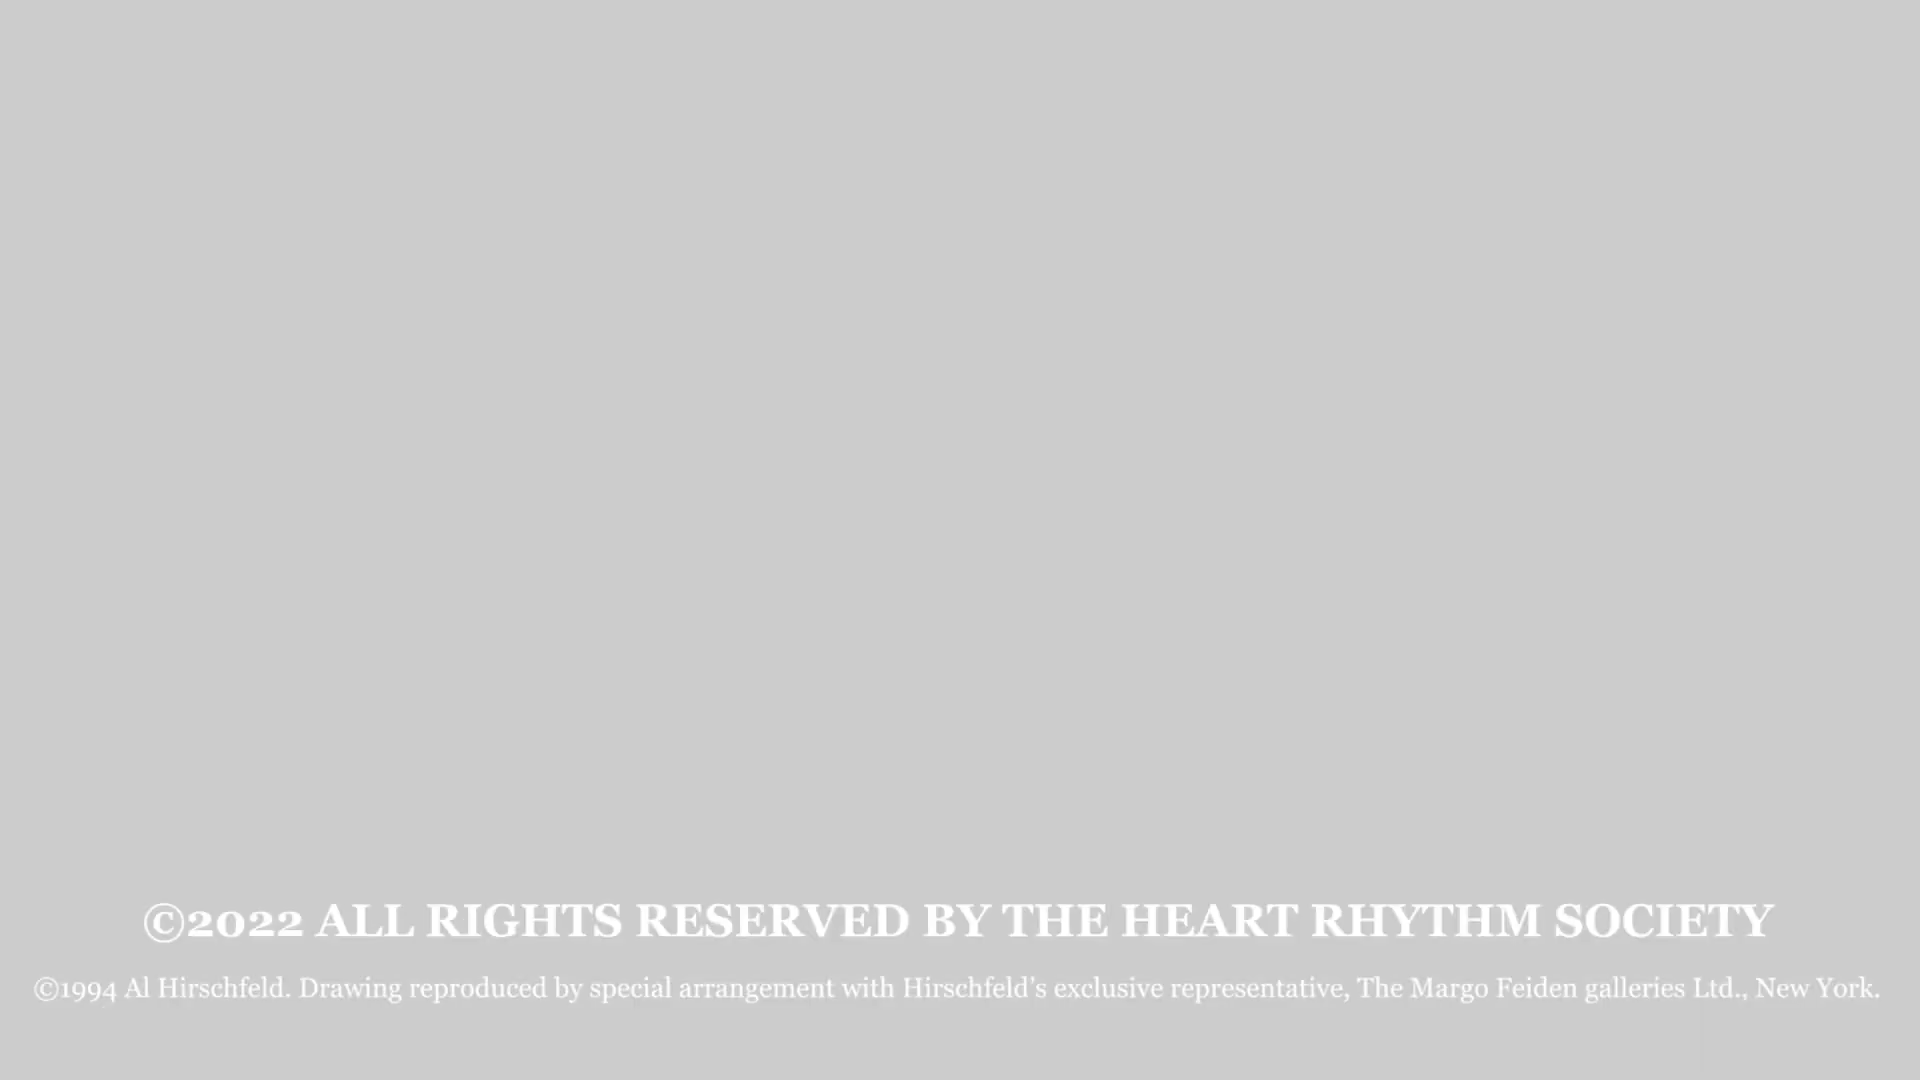 ©2022 ALL RIGHTS RESERVED BY THE HEART RHYTHM SOCIETY
©1994 Al Hirschfeld. Drawing reproduced by special arrangement with Hirschfeld’s exclusive representative, The Margo Feiden galleries Ltd., New York.